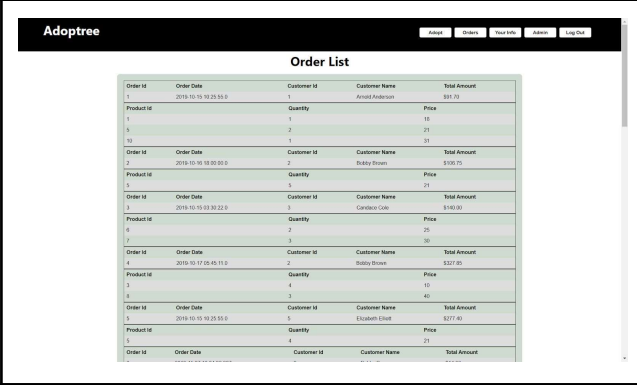 Adoptree
Adopt Orders Your Info Admin Log Out
Order List
Order Id Order Date Customer Id Customer Name Total Amount
1 2019-10-15 10:25:55.0 1 Arnold Anderson $91.70
Product Id Quantity Price
1 1 18
5 2 21
10 1 31
Order Id Order Date Customer Id Customer Name Total Amount
2 2019-10-16 18:00:00.0 2 Bobby Brown $106.75
Product Id Quantity Price
5 5 21
Order Id Order Date Customer Id Customer Name Total Amount
3 2019-10-15 03:30:22.0 3 Candace Cole $140.00
Product Id Quantity Price
6 2 25
7 3 30
Order Id Order Date Customer Id Customer Name Total Amount
4 2019-10-17 05:45:11.0 2 Bobby Brown $327.85
Product Id Quantity Price
3 4 10
8 3 40
Order Id Order Date Customer Id Customer Name Total Amount
5 2019-10-15 10:25:55.0 5 Elizabeth Elliott $277.40
Product Id Quantity Price
5 4 21
Order Id Order Date Customer Id Customer Name Total Amount